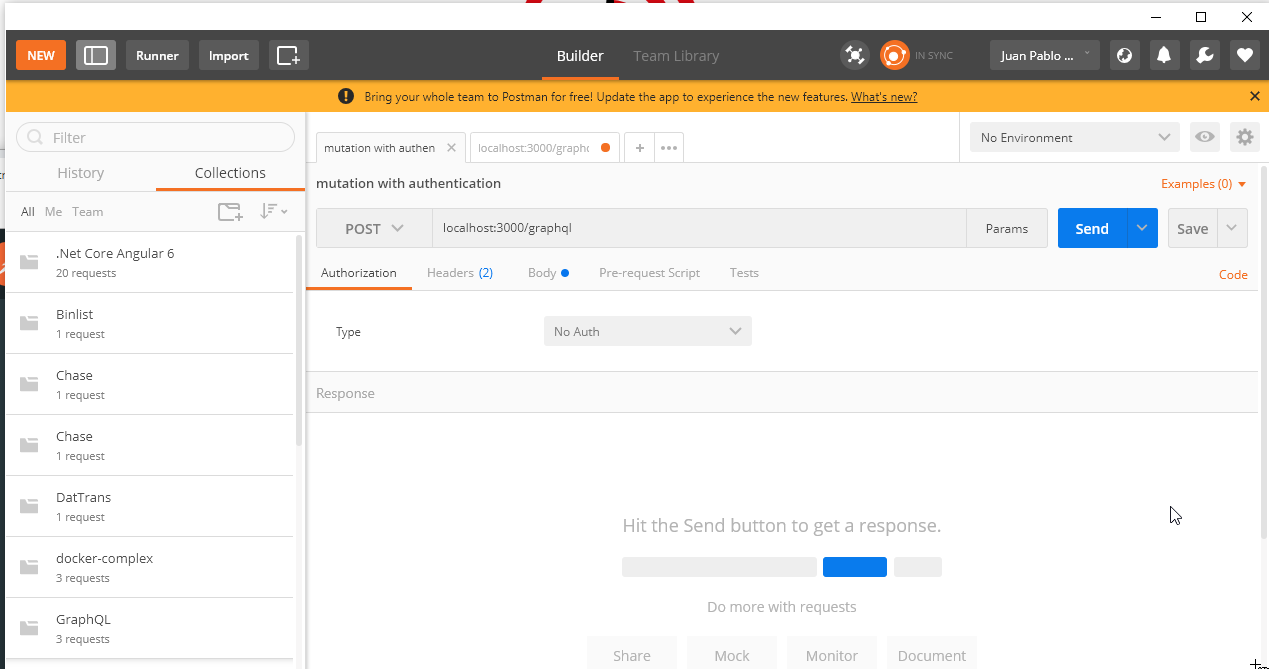 NEW Runner Import Builder Team Library IN SYNC Juan Pablo ...
Bring your whole team to Postman for free! Update the app to experience the new features. What's new?
Filter
History Collections
All Me Team
.Net Core Angular 6
20 requests
Binlist
1 request
Chase
1 request
Chase
1 request
DatTrans
1 request
docker-complex
3 requests
GraphQL
3 requests
mutation with authen localhost:3000/graph
No Environment
mutation with authentication
Examples (0)
POST localhost:3000/graphql Params Send Save
Authorization Headers (2) Body Pre-request Script Tests Code
Type No Auth
Response
Hit the Send button to get a response.
Do more with requests
Share Mock Monitor Document